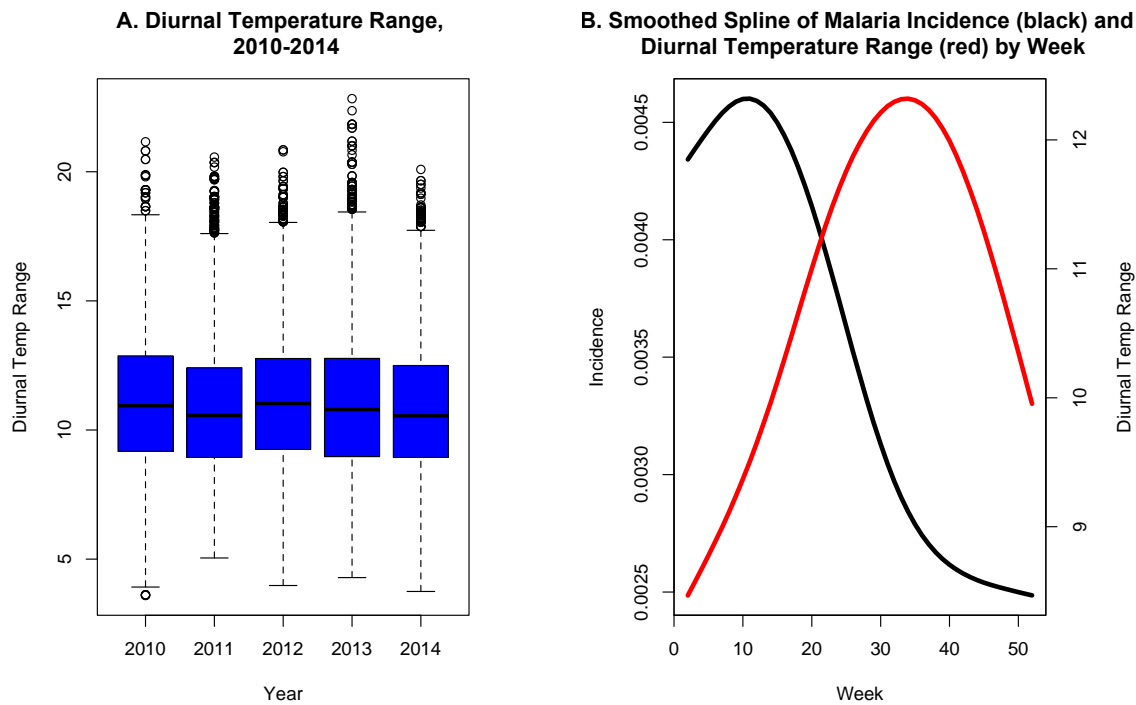 A. Diurnal Temperature Range,
2010-2014
Diurnal Temp Range
20
15
10
5
2010 2011 2012 2013 2014
Year
B. Smoothed Spline of Malaria Incidence (black) and
Diurnal Temperature Range (red) by Week
Incidence
0.0045
0.0040
0.0035
0.0030
0.0025
0 10 20 30 40 50
Week
12
11
10
9
Diurnal Temp Range